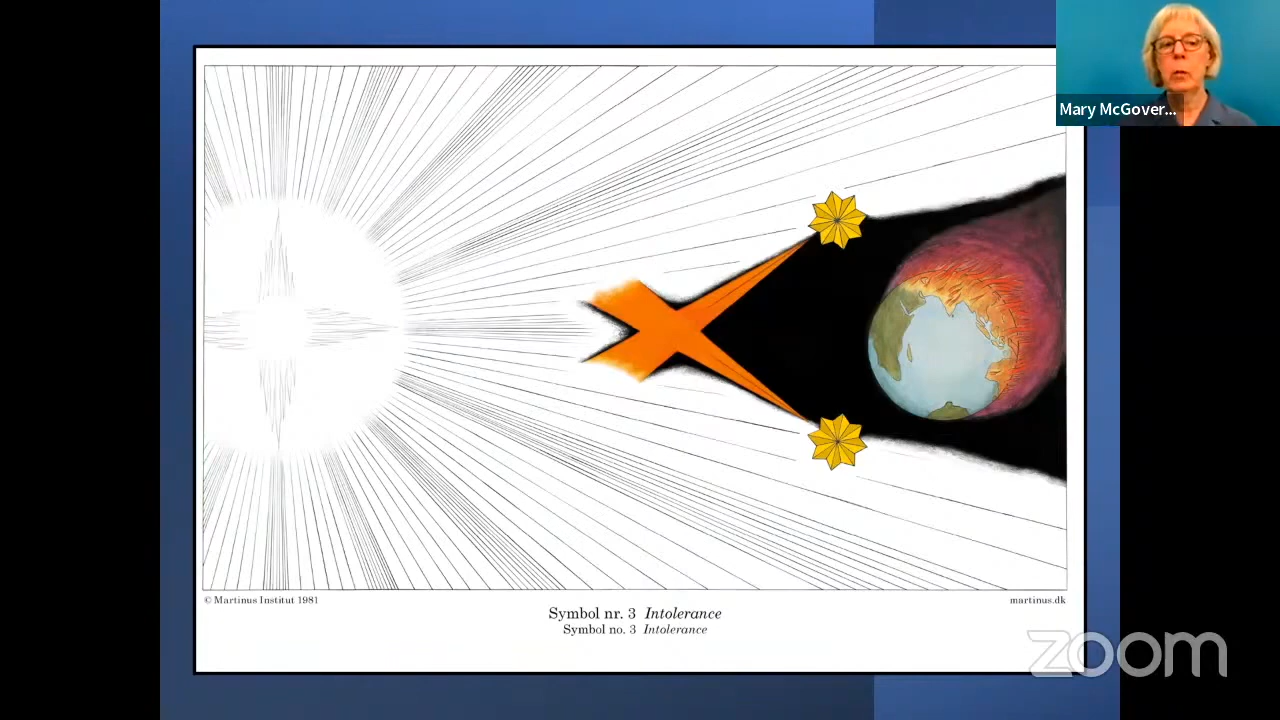 Mary McGover...
© Martinus Institut 1981
martinus.dk
Symbol nr. 3 Intolerance
Symbol no. 3 Intolerance
zoom